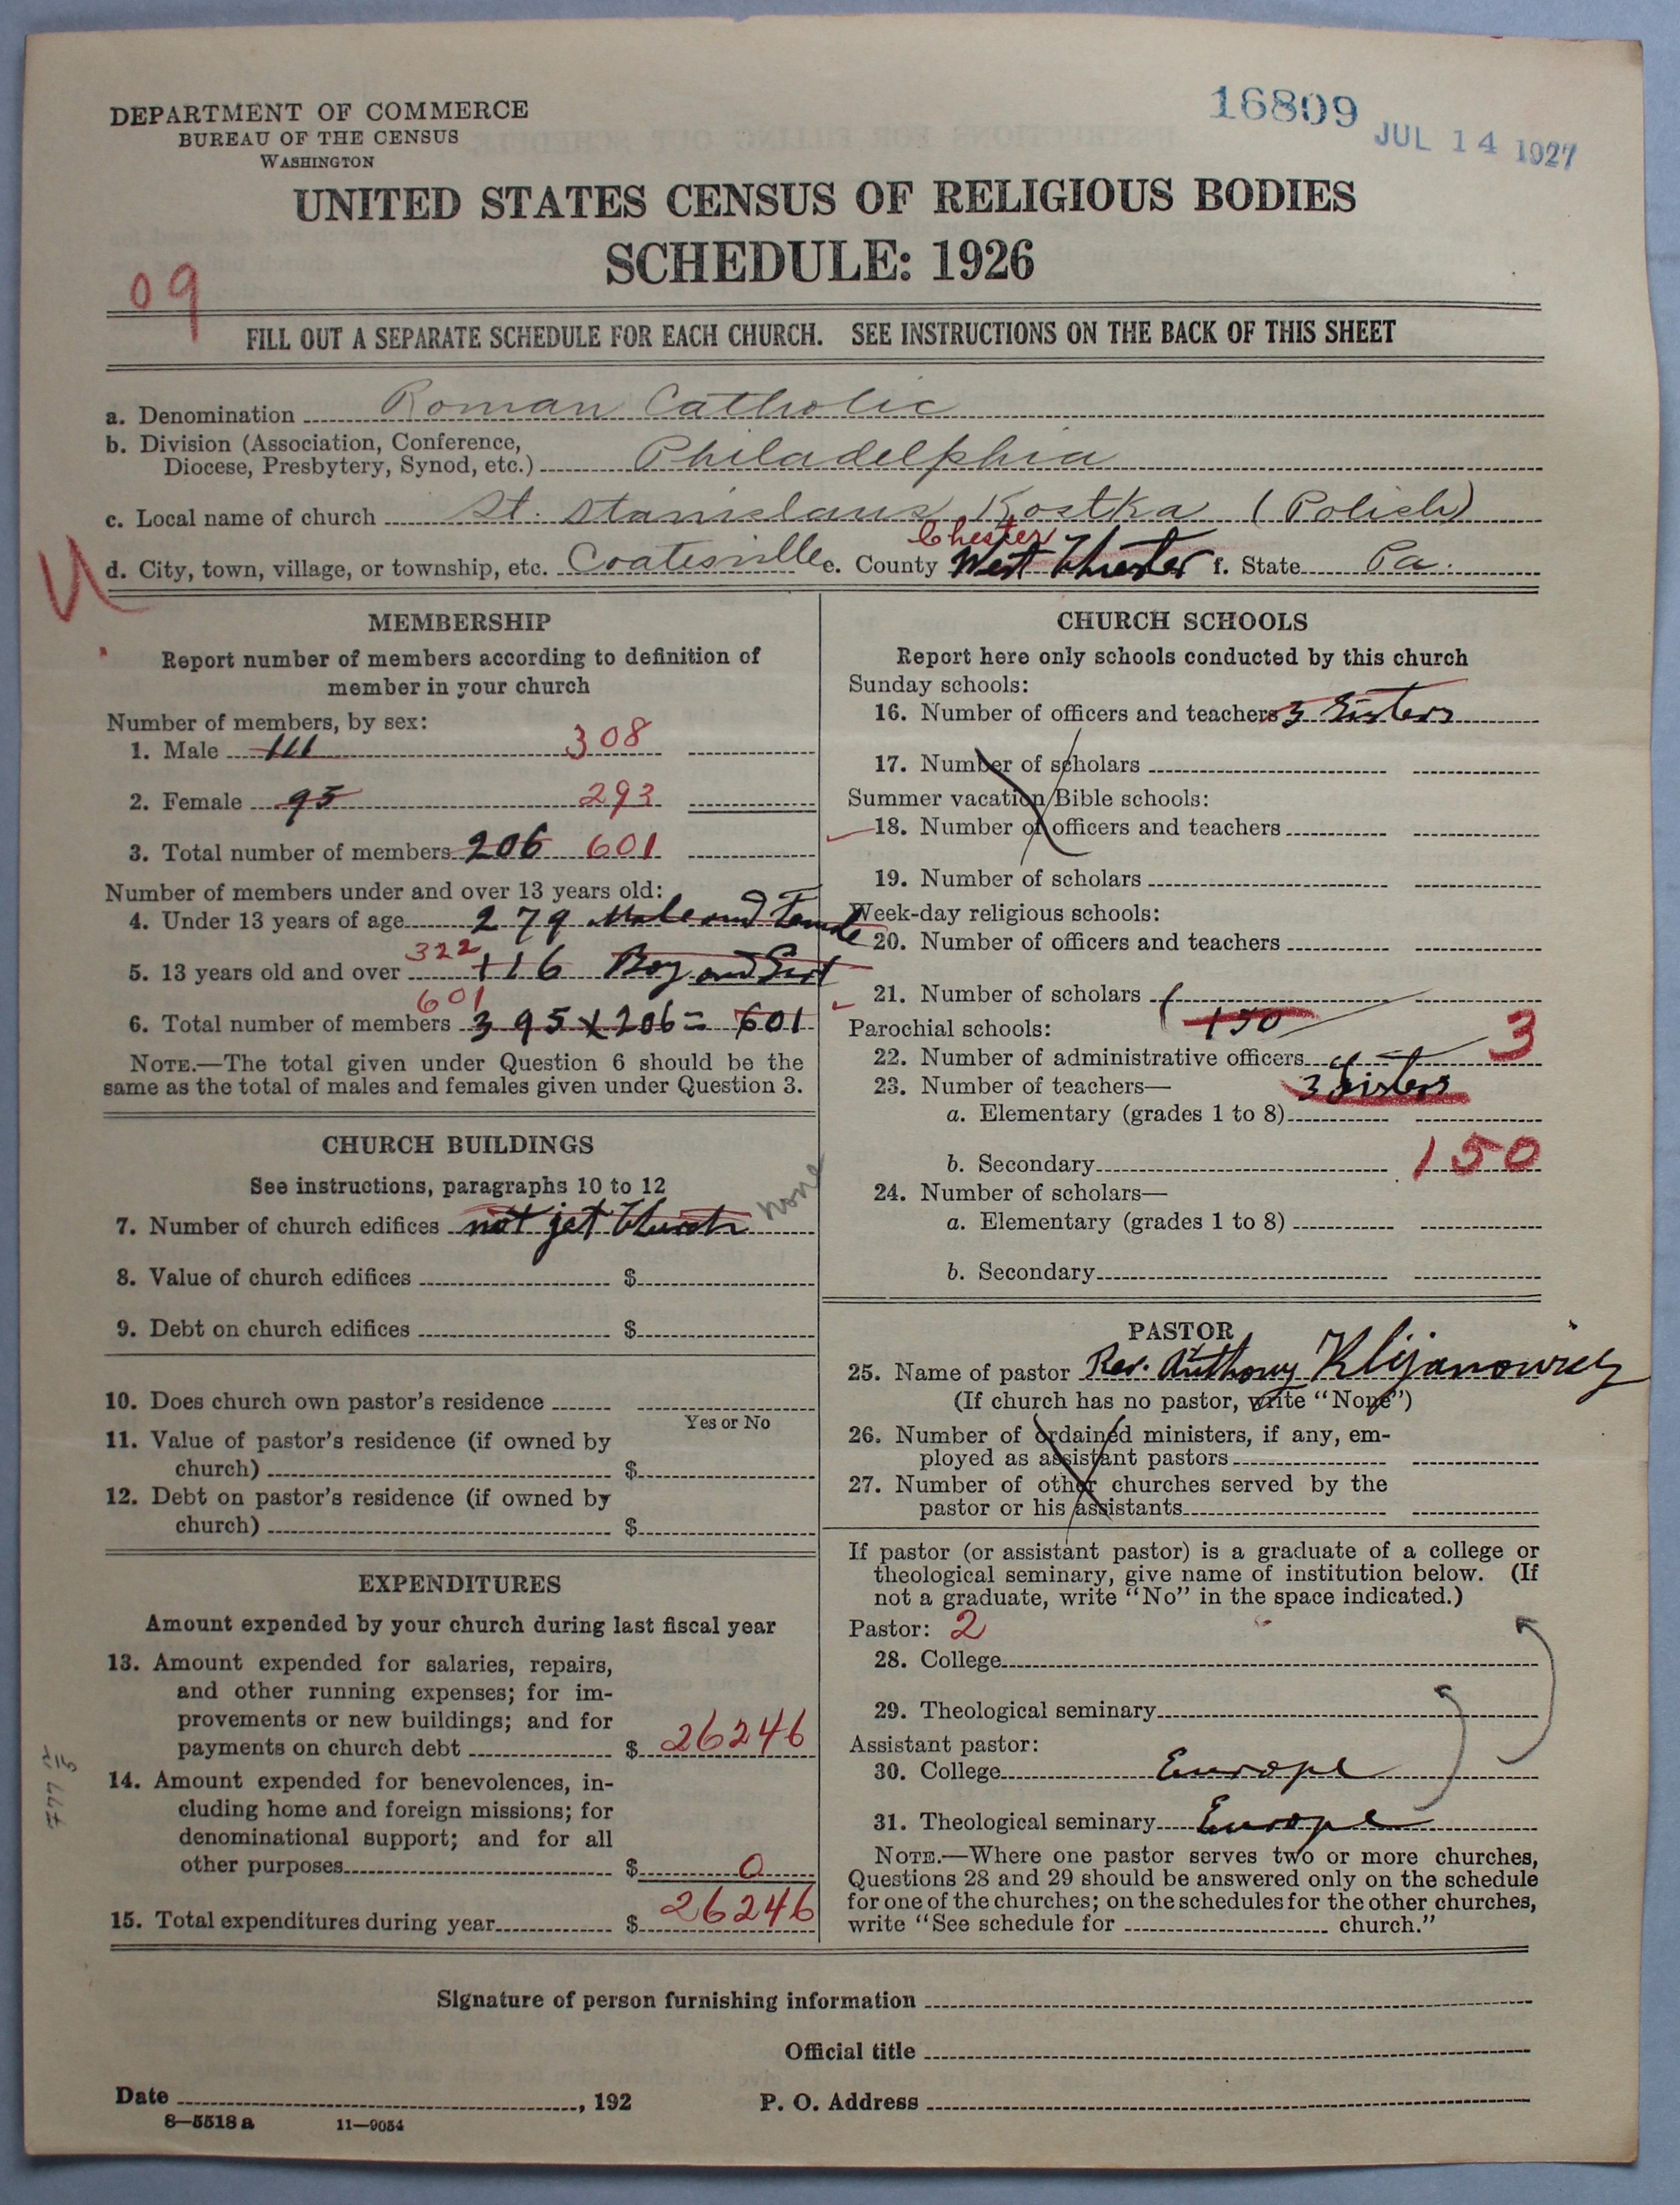 16809
JUL 14 1927
DEPARTMENT OF COMMERCE
BUREAU OF THE CENSUS
WASHINGTON
UNITED STATES CENSUS OF RELIGIOUS BODIES
SCHEDULE: 1926
09
FILL OUT A SEPARATE SCHEDULE FOR EACH CHURCH. SEE INSTRUCTIONS ON THE BACK OF THIS SHEET
a. Denomination Roman Catholic
b. Division (Association, Conference,
Diocese, Presbytery, Synod, etc.) Philadelphia
c. Local name of church St. Stanislaus Kostka (Polish)
Chester
d. City, town, village, or township, etc. Coatesville e. County West Chester f. State Pa.
MEMBERSHIP
Report number of members according to definition of
member in your church
Number of members, by sex:
1. Male 111 308
2. Female 95 293
3. Total number of members 206 601
Number of members under and over 13 years old:
4. Under 13 years of age 279 Male and Female
322
5. 13 years old and over 116 Boy and Girl
601
6. Total number of members 395 x 206 = 601
NOTE.—The total given under Question 6 should be the
same as the total of males and females given under Question 3.
CHURCH BUILDINGS
See instructions, paragraphs 10 to 12
7. Number of church edifices not jet Church none
8. Value of church edifices $
9. Debt on church edifices $
10. Does church own pastor's residence
Yes or No
11. Value of pastor's residence (if owned by
church) $
12. Debt on pastor's residence (if owned by
church) $
EXPENDITURES
Amount expended by your church during last fiscal year
13. Amount expended for salaries, repairs,
and other running expenses; for im-
provements or new buildings; and for
payments on church debt $ 26246
14. Amount expended for benevolences, in-
cluding home and foreign missions; for
denominational support; and for all
other purposes $ 0
15. Total expenditures during year $ 26246
CHURCH SCHOOLS
Report here only schools conducted by this church
Sunday schools:
16. Number of officers and teachers 3 Sisters
17. Number of scholars
Summer vacation Bible schools:
18. Number of officers and teachers
19. Number of scholars
Week-day religious schools:
20. Number of officers and teachers
21. Number of scholars
150
Parochial schools:
22. Number of administrative officers 3
23. Number of teachers— 3 Sisters
a. Elementary (grades 1 to 8)
b. Secondary 150
24. Number of scholars—
a. Elementary (grades 1 to 8)
b. Secondary
PASTOR
25. Name of pastor Rev. Anthony Klijanowicz
(If church has no pastor, write "None")
26. Number of ordained ministers, if any, em-
ployed as assistant pastors
27. Number of other churches served by the
pastor or his assistants
If pastor (or assistant pastor) is a graduate of a college or
theological seminary, give name of institution below. (If
not a graduate, write "No" in the space indicated.)
Pastor: 2
28. College
29. Theological seminary
Assistant pastor:
30. College Europe
31. Theological seminary Europe
NOTE.—Where one pastor serves two or more churches,
Questions 28 and 29 should be answered only on the schedule
for one of the churches; on the schedules for the other churches,
write "See schedule for church."
Signature of person furnishing information
Official title
Date , 192
P. O. Address
8—5518 a 11—9054